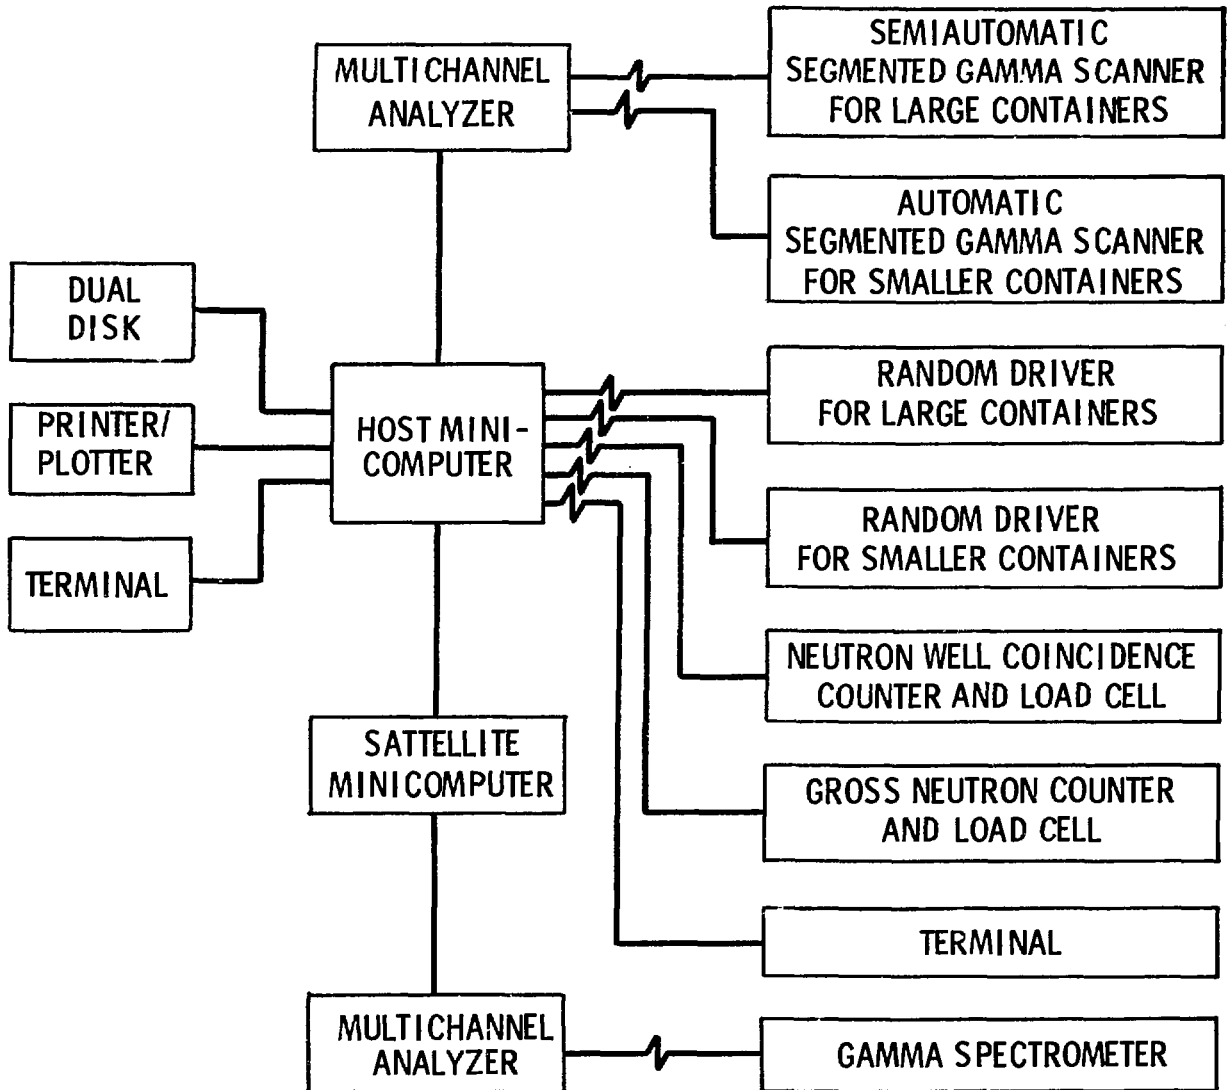 MULTICHANNEL
ANALYZER
SEMIAUTOMATIC
SEGMENTED GAMMA SCANNER
FOR LARGE CONTAINERS
AUTOMATIC
SEGMENTED GAMMA SCANNER
FOR SMALLER CONTAINERS
DUAL
DISK
PRINTER/
PLOTTER
TERMINAL
HOST MINI-
COMPUTER
RANDOM DRIVER
FOR LARGE CONTAINERS
RANDOM DRIVER
FOR SMALLER CONTAINERS
NEUTRON WELL COINCIDENCE
COUNTER AND LOAD CELL
SATTELLITE
MINICOMPUTER
GROSS NEUTRON COUNTER
AND LOAD CELL
TERMINAL
MULTICHANNEL
ANALYZER
GAMMA SPECTROMETER